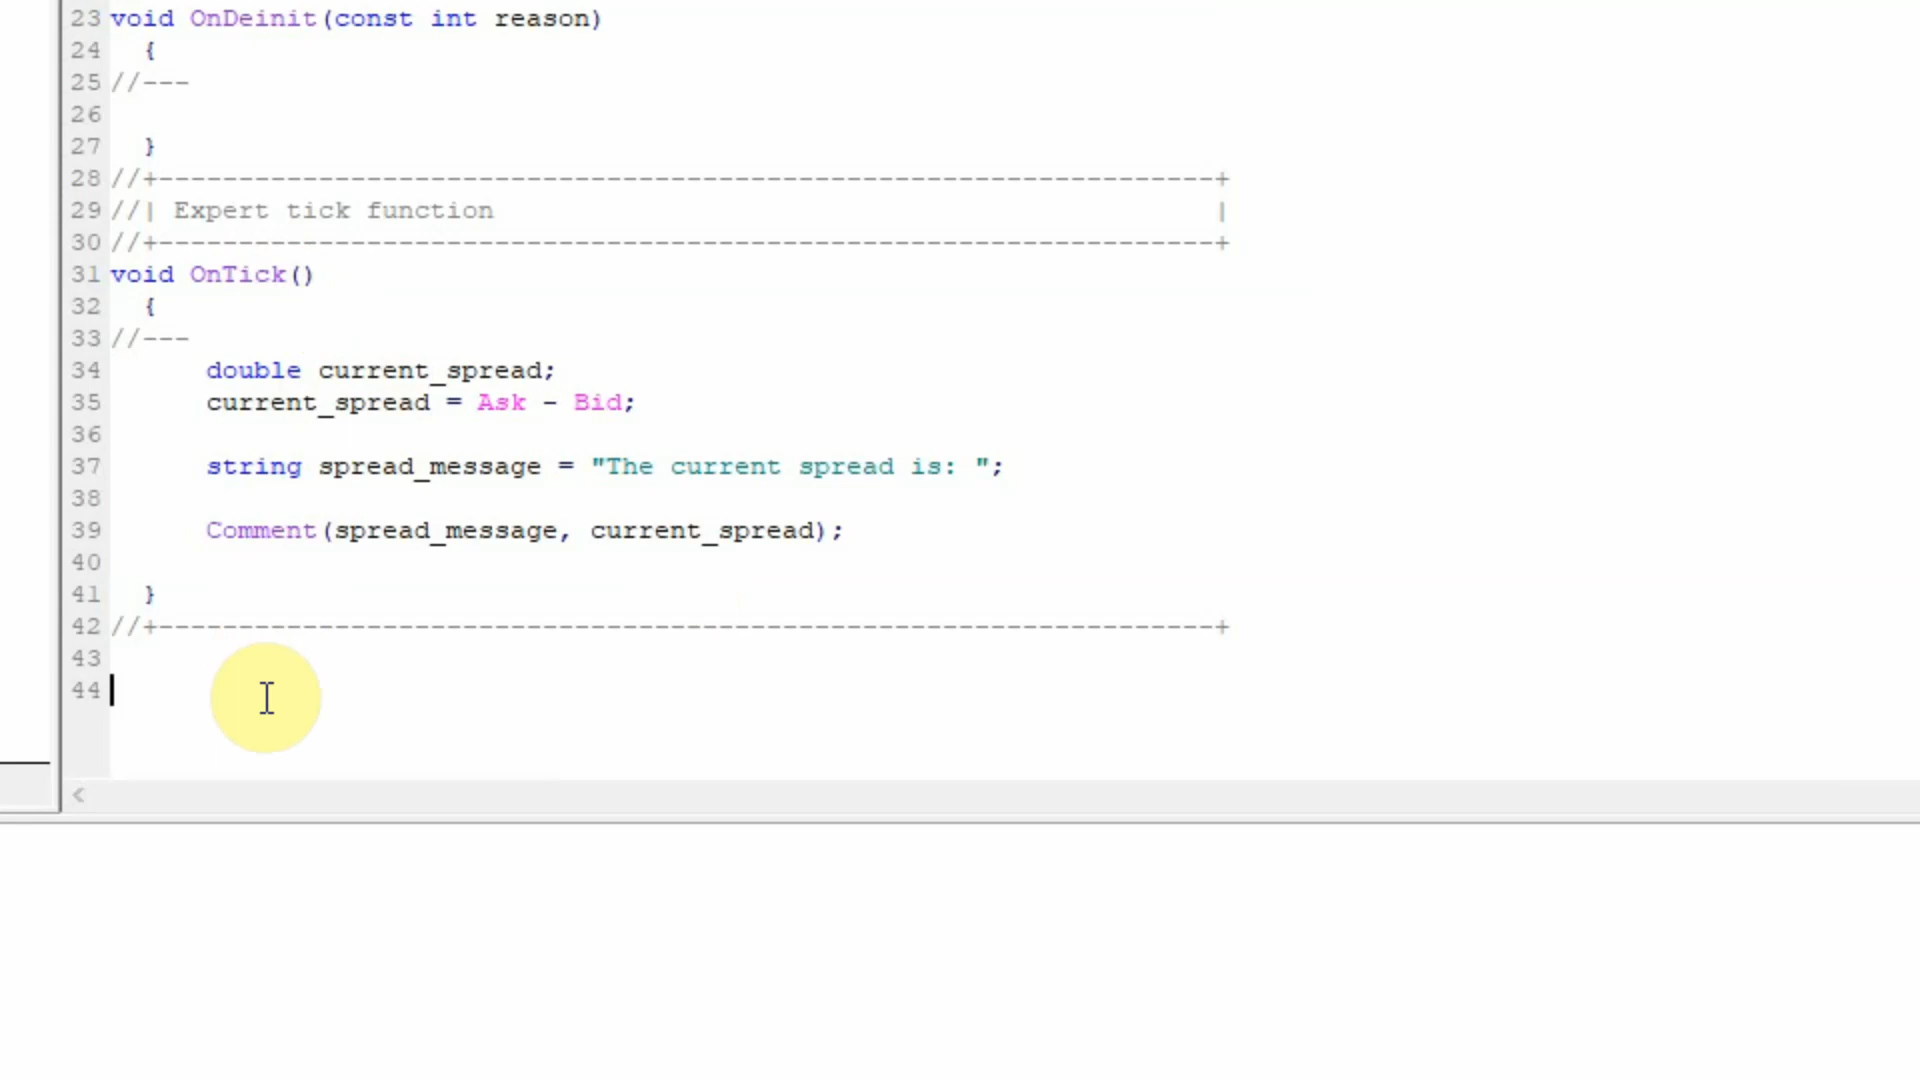 23 void OnDeinit(const int reason)
24 {
25 //---
26
27 }
28 //+------------------------------------------------------------------+
29 //| Expert tick function |
30 //+------------------------------------------------------------------+
31 void OnTick()
32 {
33 //---
34 double current_spread;
35 current_spread = Ask - Bid;
36
37 string spread_message = "The current spread is: ";
38
39 Comment(spread_message, current_spread);
40
41 }
42 //+------------------------------------------------------------------+
43
44